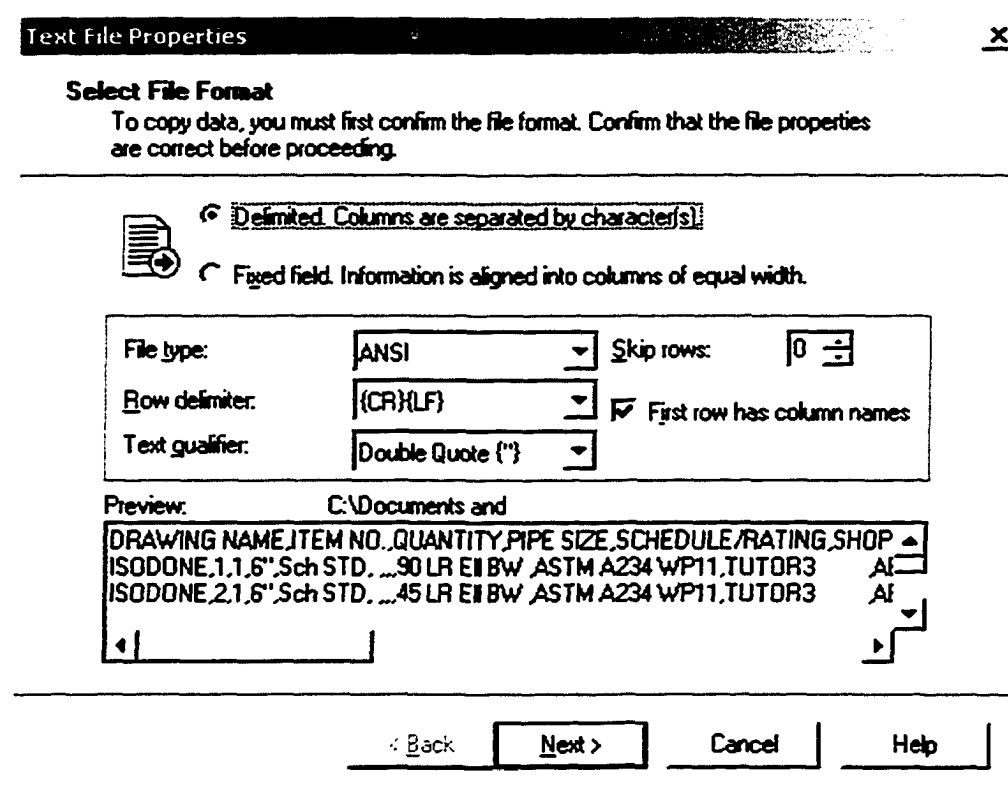 Text File Properties
Select File Format
To copy data, you must first confirm the file format. Confirm that the file properties
are correct before proceeding.
Delimited. Columns are separated by character(s).
Fixed field. Information is aligned into columns of equal width.
File type: ANSI Skip rows: 0
Row delimiter: {CR}{LF} First row has column names
Text qualifier: Double Quote {"}
Preview: C:\Documents and
DRAWING NAME,ITEM NO.,QUANTITY,PIPE SIZE,SCHEDULE/RATING,SHOP
ISODONE,1,1,6",Sch STD, ,,,90 LR Ell BW ,ASTM A234 WP11,TUTOR3
ISODONE,2,1,6",Sch STD, ,,,45 LR Ell BW ,ASTM A234 WP11,TUTOR3
< Back Next > Cancel Help